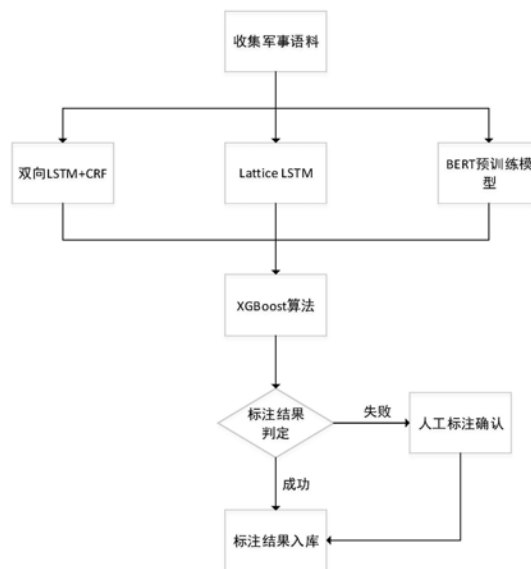 收集军事语料
双向LSTM+CRF
Lattice LSTM
BERT预训练模
型
XGBoost算法
标注结果
判定
失败
人工标注确认
成功
标注结果入库